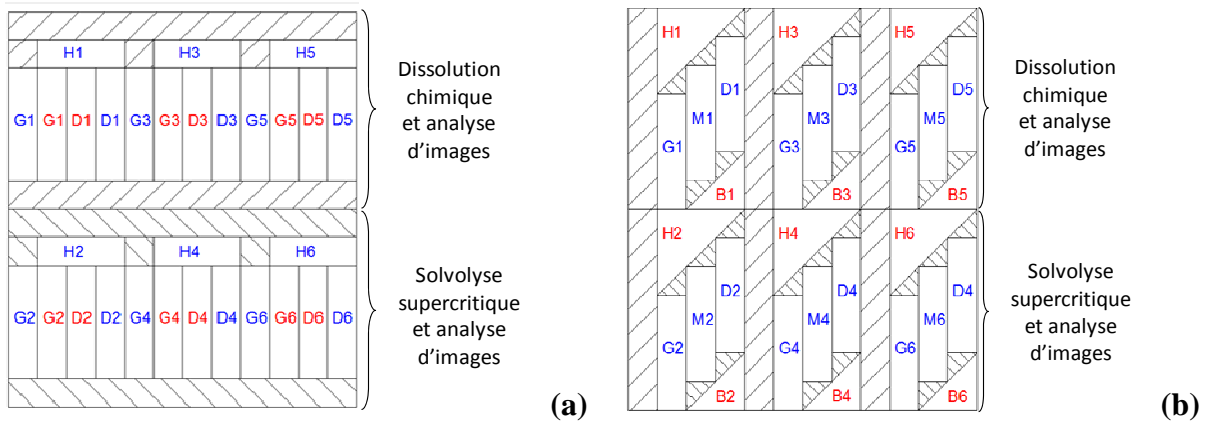 H1 H3 H5
G1 G1 D1 D1 G3 G3 D3 D3 G5 G5 D5 D5
Dissolution
chimique
et analyse
d’images
H2 H4 H6
G2 G2 D2 D2 G4 G4 D4 D4 G6 G6 D6 D6
Solvolyse
supercritique
et analyse
d’images
(a)
H1 H3 H5
D1 D3 D5
M1 M3 M5
G1 G3 G5
B1 B3 B5
Dissolution
chimique
et analyse
d’images
H2 H4 H6
D2 D4 D4
M2 M4 M6
G2 G4 G6
B2 B4 B6
Solvolyse
supercritique
et analyse
d’images
(b)